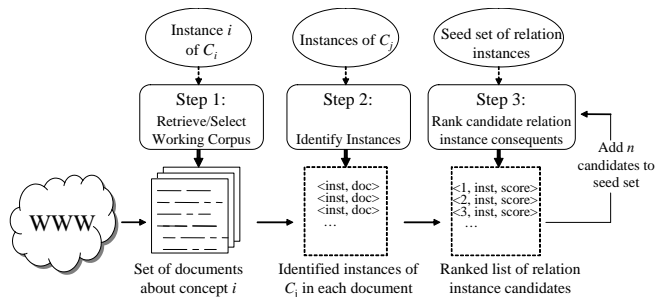 Instance i
of Ci
Instances of Cj
Seed set of relation
instances
Step 1:
Retrieve/Select
Working Corpus
Step 2:
Identify Instances
Step 3:
Rank candidate relation
instance consequents
Add n
candidates to
seed set
WWW
<inst, doc>
<inst, doc>
<inst, doc>
…
<1, inst, score>
<2, inst, score>
<3, inst, score>
…
Set of documents
about concept i
Identified instances of
Cj in each document
Ranked list of relation
instance candidates